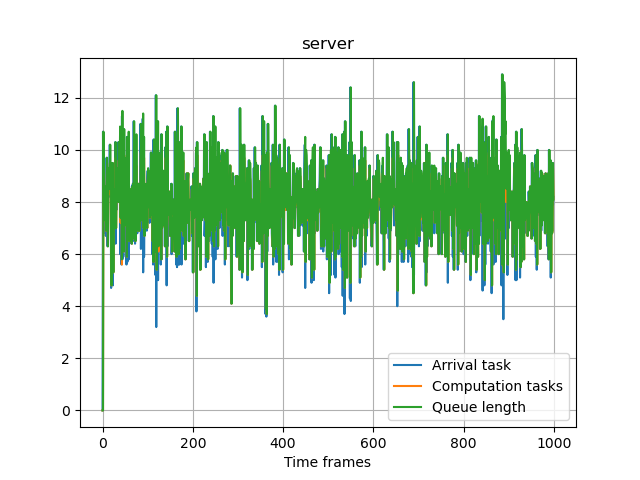 server
12
10
8
6
4
2
0
Arrival task
Computation tasks
Queue length
0 200 400 600 800 1000
Time frames